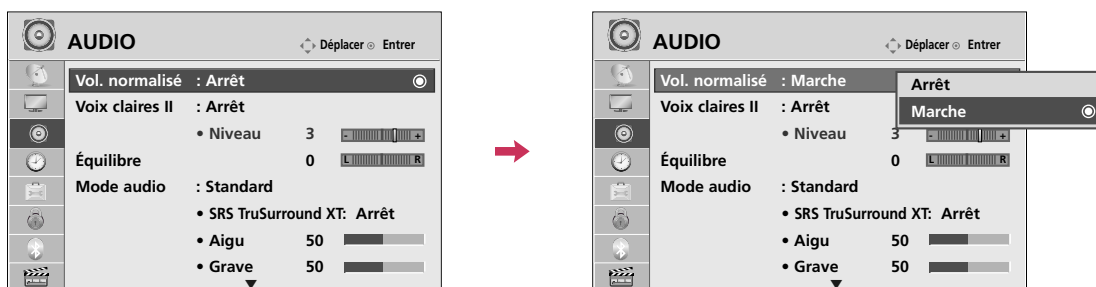 AUDIO
Déplacer Entrer
Vol. normalisé : Arrêt
Voix claires II : Arrêt
• Niveau 3 - +
Équilibre 0 L R
Mode audio : Standard
• SRS TruSurround XT: Arrêt
• Aigu 50
• Grave 50
AUDIO
Déplacer Entrer
Vol. normalisé : Marche
Arrêt
Marche
Voix claires II : Arrêt
• Niveau 3 - +
Équilibre 0 L R
Mode audio : Standard
• SRS TruSurround XT: Arrêt
• Aigu 50
• Grave 50